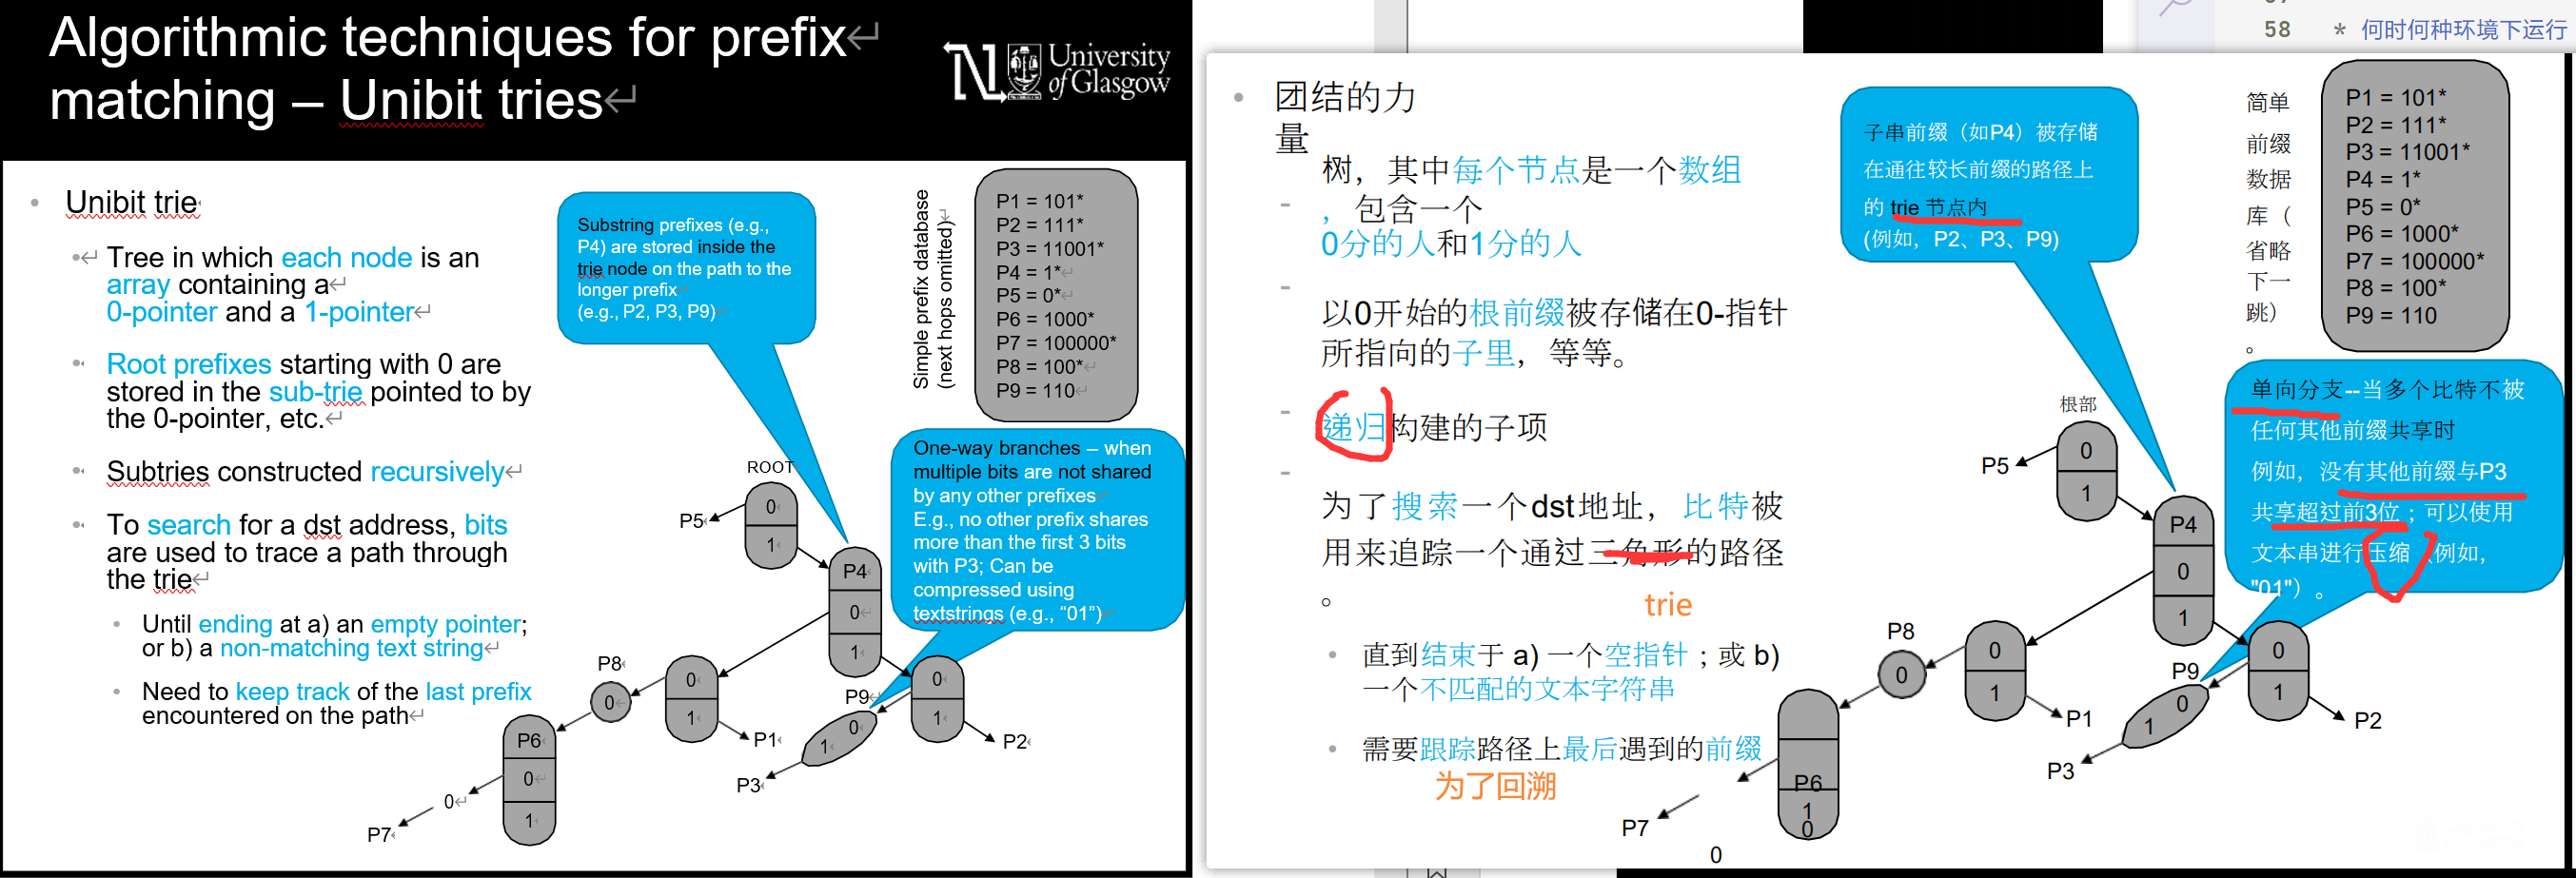 Algorithmic techniques for prefix
matching – Unibit tries
University
of Glasgow
Unibit trie
Tree in which each node is an
array containing a
0-pointer and a 1-pointer
Root prefixes starting with 0 are
stored in the sub-trie pointed to by
the 0-pointer, etc.
Subtries constructed recursively
To search for a dst address, bits
are used to trace a path through
the trie
Until ending at a) an empty pointer;
or b) a non-matching text string
Need to keep track of the last prefix
encountered on the path
Substring prefixes (e.g.,
P4) are stored inside the
trie node on the path to the
longer prefix
(e.g., P2, P3, P9)
Simple prefix database
(next hops omitted)
P1 = 101*
P2 = 111*
P3 = 11001*
P4 = 1*
P5 = 0*
P6 = 1000*
P7 = 100000*
P8 = 100*
P9 = 110
One-way branches – when
multiple bits are not shared
by any other prefixes
E.g., no other prefix shares
more than the first 3 bits
with P3; Can be
compressed using
textstrings (e.g., “01”)
ROOT
0
1
P5
P4
0
1
P8
0
0
1
P1
P9
0
1
P3
0
1
P2
P6
0
1
0
P7
58 * 何时何种环境下运行
团结的力
量
树，其中每个节点是一个数组
，包含一个
0分的人和1分的人
以0开始的根前缀被存储在0-指针
所指向的子里，等等。
递归构建的子项
为了搜索一个dst地址，比特被
用来追踪一个通过三角形的路径
。
trie
直到结束于 a) 一个空指针；或 b)
一个不匹配的文本字符串
需要跟踪路径上最后遇到的前缀
为了回溯
子串前缀（如P4）被存储
在通往较长前缀的路径上
的 trie 节点内
(例如，P2、P3、P9)
简单
前缀
数据
库（
省略
下一
跳）
。
P1 = 101*
P2 = 111*
P3 = 11001*
P4 = 1*
P5 = 0*
P6 = 1000*
P7 = 100000*
P8 = 100*
P9 = 110
单向分支--当多个比特不被
任何其他前缀共享时
例如，没有其他前缀与P3
共享超过前3位；可以使用
文本串进行压缩（例如，
"01"）。
根部
0
1
P5
P4
0
1
P8
0
0
1
P1
P9
0
1
P3
0
1
P2
P6
1
0
P7
0